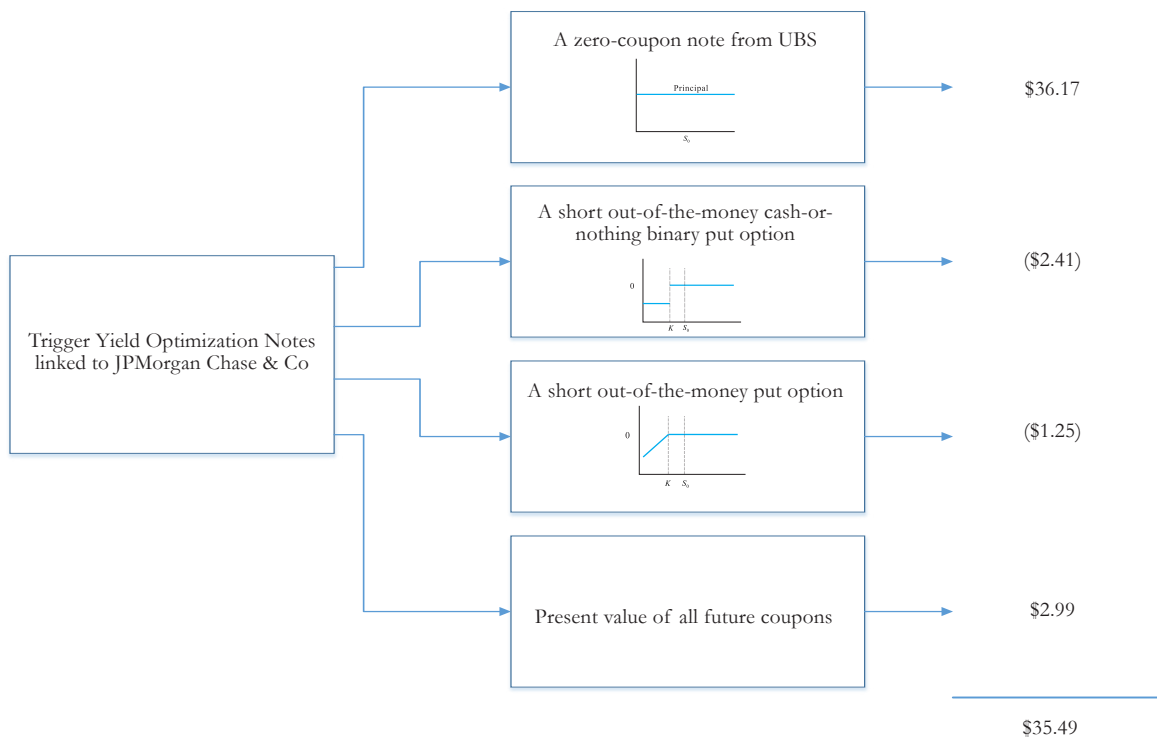 A zero-coupon note from UBS
Principal
S₀
$36.17
A short out-of-the-money cash-or-
nothing binary put option
0
K S₀
($2.41)
Trigger Yield Optimization Notes
linked to JPMorgan Chase & Co
A short out-of-the-money put option
0
K S₀
($1.25)
Present value of all future coupons
$2.99
$35.49